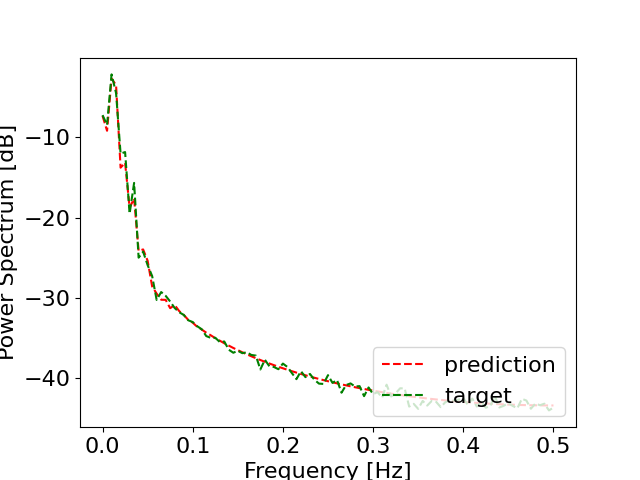 Power Spectrum [dB]
−10
−20
−30
−40
prediction
target
0.0 0.1 0.2 0.3 0.4 0.5
Frequency [Hz]